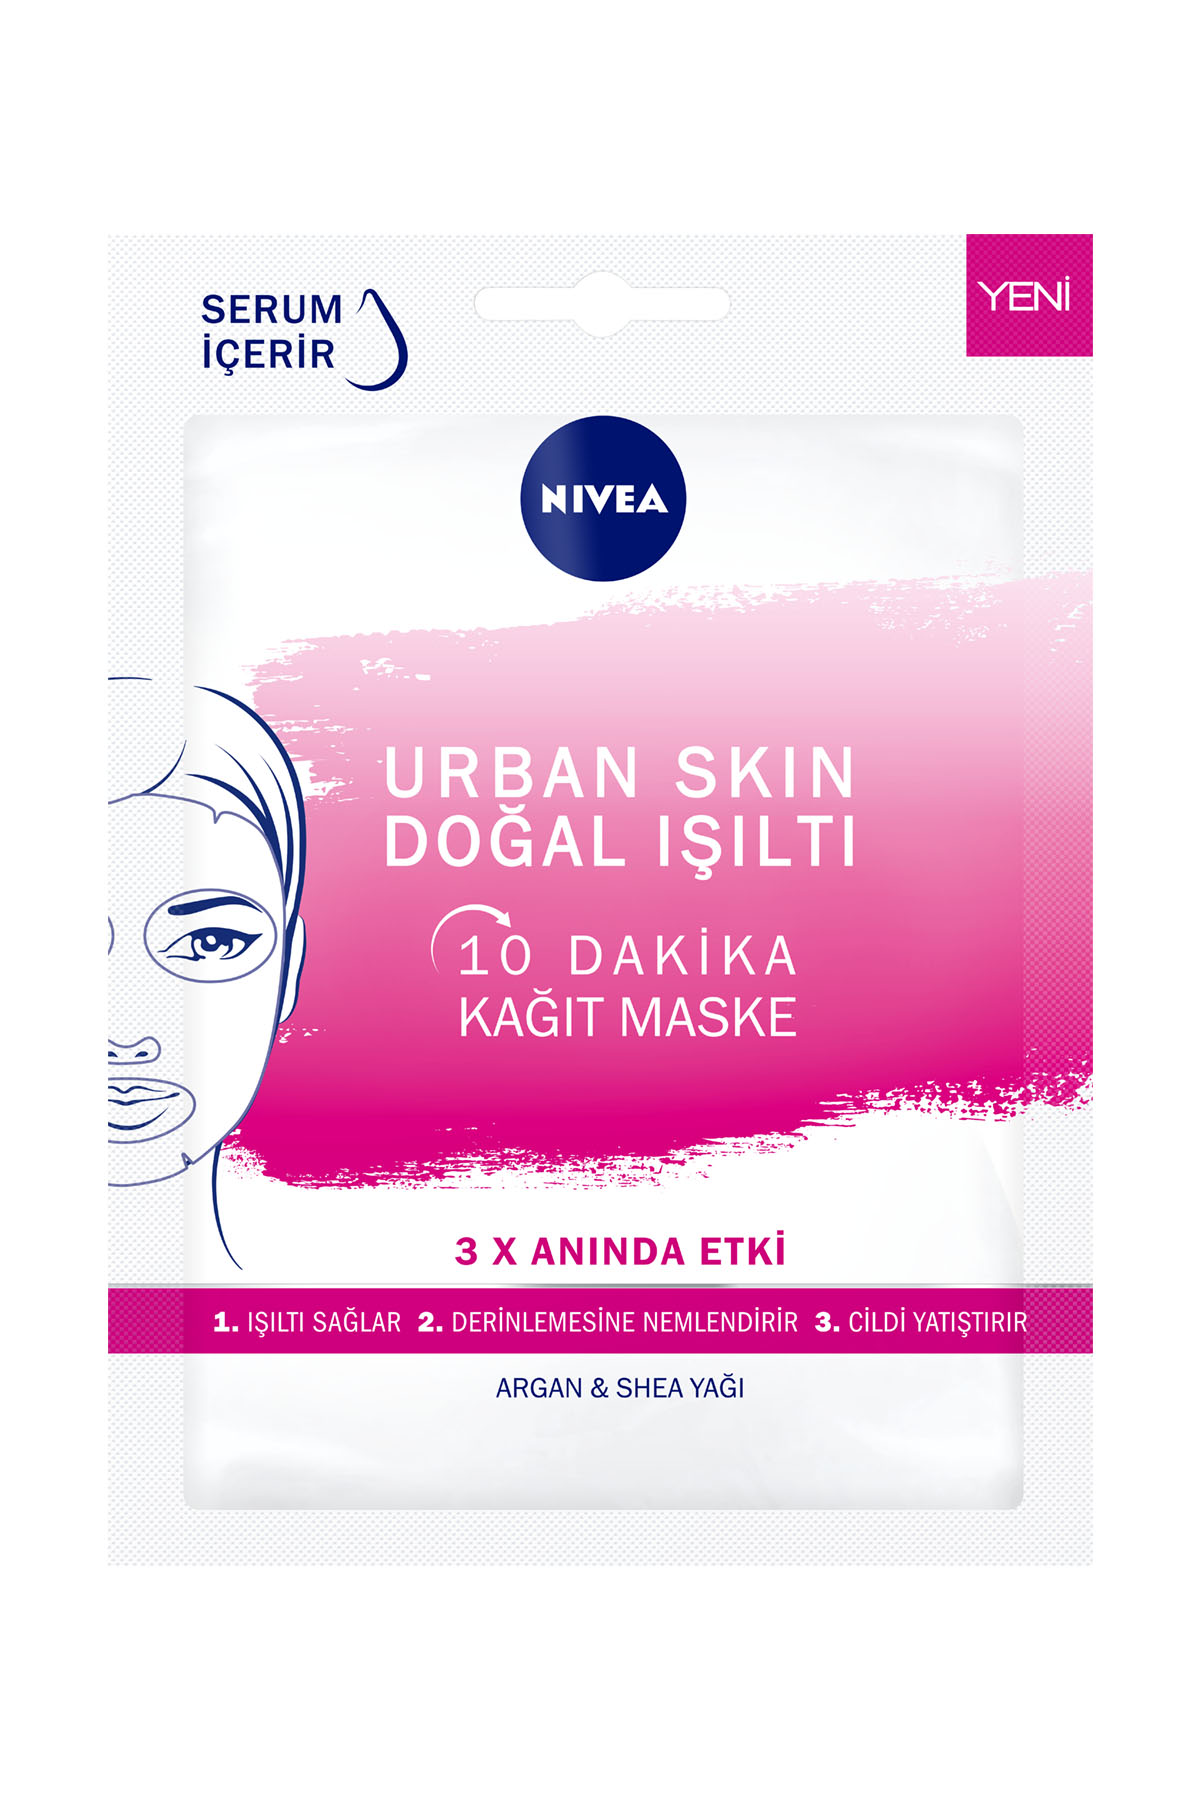 SERUM
İÇERİR
YENİ
NIVEA
URBAN SKIN
DOĞAL IŞILTI
10 DAKİKA
KAĞIT MASKE
3 X ANINDA ETKİ
1. IŞILTI SAĞLAR 2. DERİNLEMESİNE NEMLENDİRİR 3. CİLDİ YATIŞTIRIR
ARGAN & SHEA YAĞI